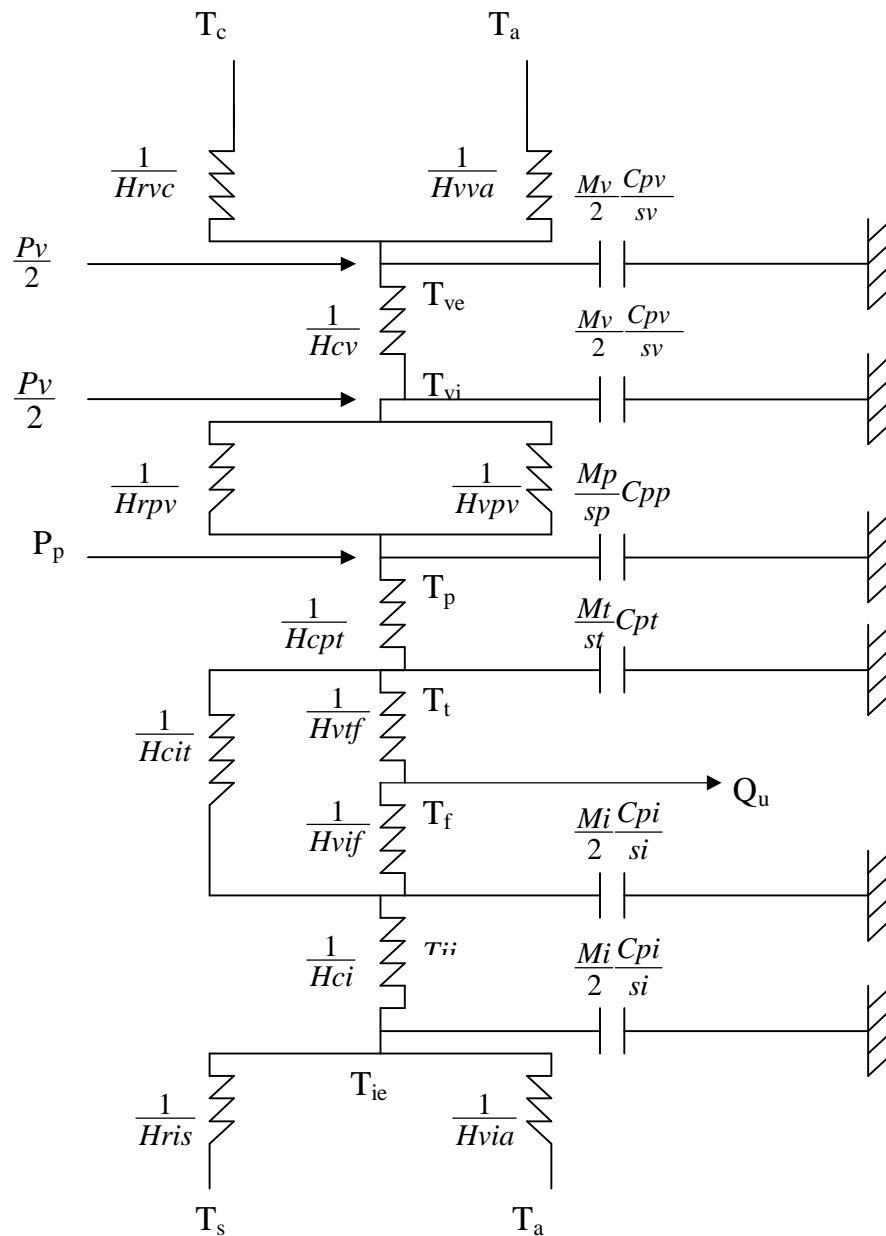 T_c
T_a
1/Hrvc
1/Hvva
Mv/2 Cpv/sv
Pv/2
T_ve
1/Hcv
Mv/2 Cpv/sv
Pv/2
T_vi
1/Hrpv
1/Hvpv
Mp/sp Cpp
P_p
T_p
1/Hcpt
Mt/st Cpt
1/Hcit
1/Hvtf
T_t
Q_u
1/Hvif
T_f
Mi/2 Cpi/si
1/Hci
Mi/2 Cpi/si
T_ie
1/Hris
1/Hvia
T_s
T_a